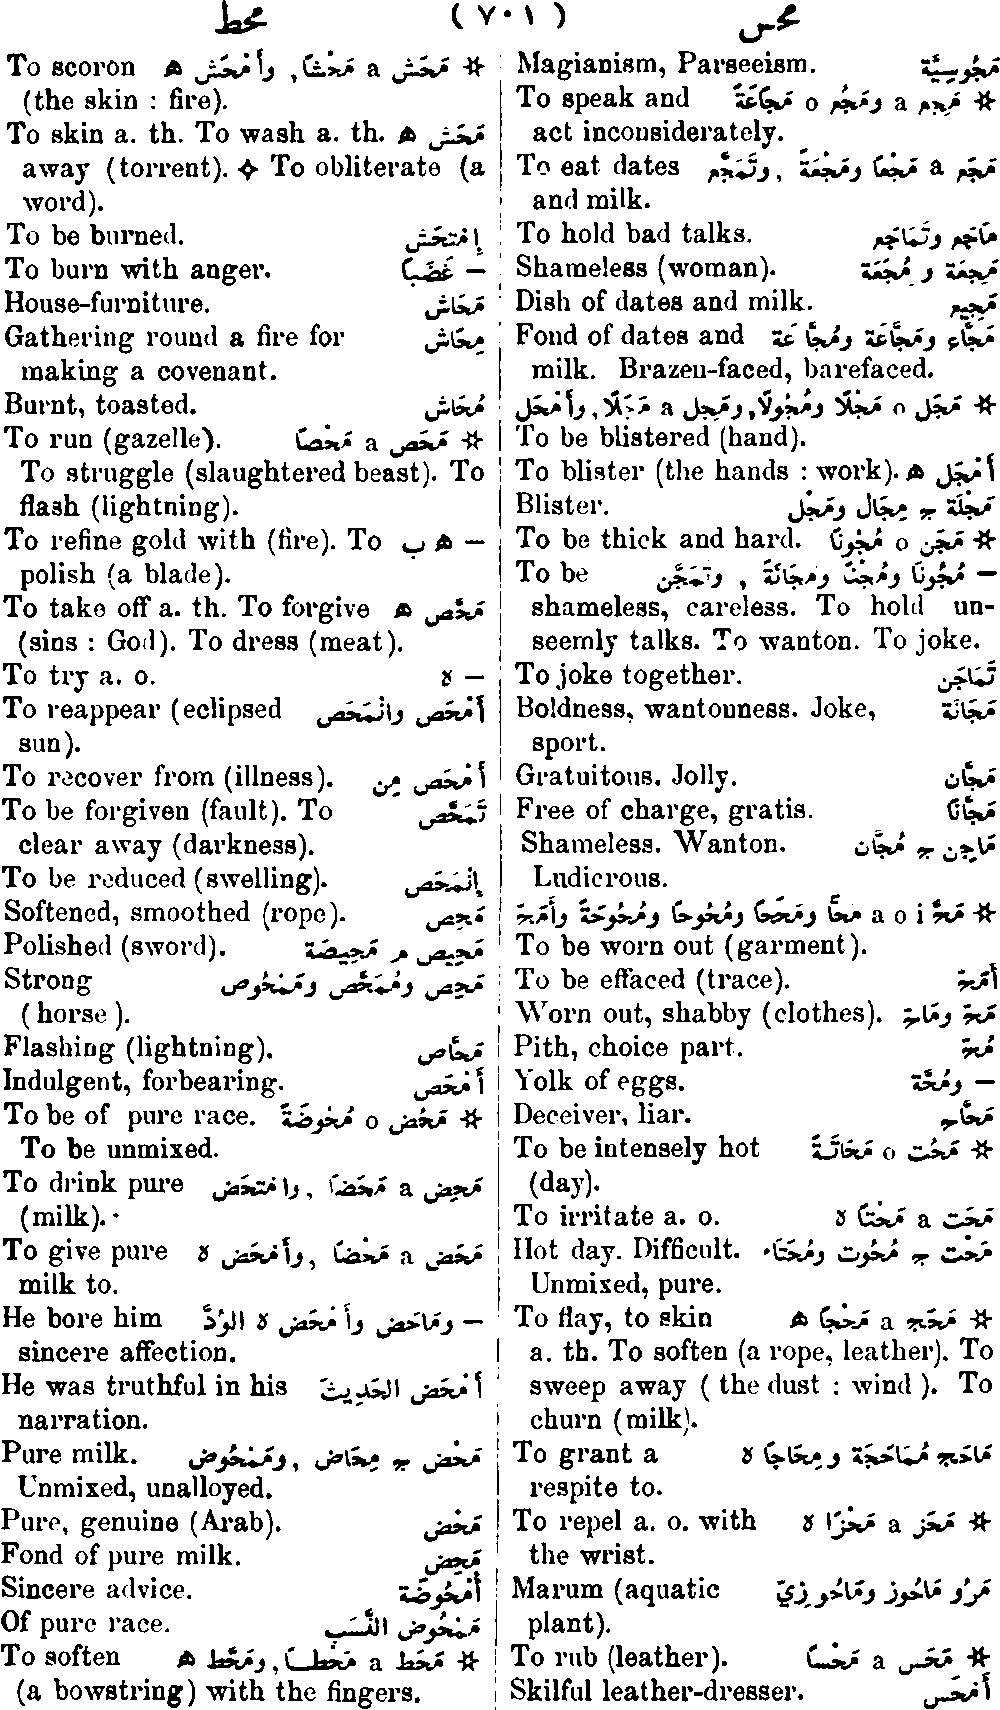 محس ( ٧٠١ ) محط
Magianism, Parseeism. مَجُوسِيَّة
To speak and مَجِع a ومَجُع o مَجَاعَةً ☆
act inconsiderately.
To eat dates مَجَع a مَجْعًا ومَجْعَةً , وتَمَجَّع
and milk.
To hold bad talks. مَاجَع وتَمَاجَع
Shameless (woman). مَجِعَة و مُجَعَة
Dish of dates and milk. مَجِيع
Fond of dates and مَجَّاع ومَجَّاعَة ومُجَّاعَة
milk. Brazen-faced, barefaced.
☆ مَجَل o مَجْلًا ومُجُولًا, ومَجِل a مَجَلًا, وأَمْجَل
To be blistered (hand).
To blister (the hands : work). أَمْجَل ه
Blister. مَجْلَة ج مِجَال ومَجْل
To be thick and hard. مَجَن o مُجُونًا ☆
To be — مُجُونًا ومُجْنًا ومَجَانَةً , وتَمَجَّن
shameless, careless. To hold un-
seemly talks. To wanton. To joke.
To joke together. تَمَاجَن
Boldness, wantonness. Joke, مَجَانَة
sport.
Gratuitous. Jolly. مَجَّان
Free of charge, gratis. مَجَّانًا
Shameless. Wanton. مَاجِن ج مُجَّان
Ludicrous.
☆ مَحَّ a o i مَحًّا ومَحَحًا ومُحُوحًا ومُحُوحَةً وأَمَحَّ
To be worn out (garment).
To be effaced (trace). أَمَحَّ
Worn out, shabby (clothes). مَحّ ومَاحّ
Pith, choice part. مُحّ
Yolk of eggs. — ومُحَّة
Deceiver, liar. مَحَّاح
To be intensely hot مَحُت o مَحَاتَةً ☆
(day).
To irritate a. o. مَحَت a مَحْتًا ه
Hot day. Difficult. مَحْت ج مُحُوت ومُحَتَاء
Unmixed, pure.
To flay, to skin مَحَج a مَحْجًا ه ☆
a. th. To soften (a rope, leather). To
sweep away ( the dust : wind ). To
churn (milk).
To grant a مَاحَج مُمَاحَجَة و مِحَاجًا ه
respite to.
To repel a. o. with مَحَز a مَحْزًا ه ☆
the wrist.
Marum (aquatic مَرْو مَاحُوز ومَاحُوزِيّ
plant).
To rub (leather). مَحَس a مَحْسًا ☆
Skilful leather-dresser. أَمْحَس
To scoron مَحَش a مَحْشًا, وأَمْحَش ه ☆
(the skin : fire).
To skin a. th. To wash a. th. مَحَش ه
away (torrent). ✧ To obliterate (a
word).
To be burned. إِمْتَحَش
To burn with anger. — غَضَبًا
House-furniture. مَحَاش
Gathering round a fire for مِحَاش
making a covenant.
Burnt, toasted. مُحَاش
To run (gazelle). مَحَص a مَحْصًا ☆
To struggle (slaughtered beast). To
flash (lightning).
To refine gold with (fire). To — ه ب
polish (a blade).
To take off a. th. To forgive مَحَّص ه
(sins : God). To dress (meat).
To try a. o. — ه
To reappear (eclipsed أَمْحَص وانْمَحَص
sun).
To recover from (illness). أَمْحَص مِن
To be forgiven (fault). To تَمَحَّص
clear away (darkness).
To be reduced (swelling). إِنْمَحَص
Softened, smoothed (rope). مَحِص
Polished (sword). مَحِيص م مَحِيصَة
Strong مَحِص ومُمَحَّص ومَمْحُوص
(horse).
Flashing (lightning). مَحَّاص
Indulgent, forbearing. أَمْحَص
To be of pure race. مَحُض o مُحُوضَةً ☆
To be unmixed.
To drink pure مَحِض a مَحَضًا , وامْتَحَض
(milk).
To give pure مَحَض a مَحْضًا , وأَمْحَض ه
milk to.
He bore him — ومَاحَض وأَمْحَض ه الوُدَّ
sincere affection.
He was truthful in his أَمْحَض الحَدِيثَ
narration.
Pure milk. مَحْض ج مِحَاض , ومَمْحُوض
Unmixed, unalloyed.
Pure, genuine (Arab). مَحْض
Fond of pure milk. مَحِض
Sincere advice. أُمْحُوضَة
Of pure race. مَمْحُوض النَّسَب
To soften مَحَط a مَحْطًا, ومَحَّط ه ☆
(a bowstring) with the fingers.